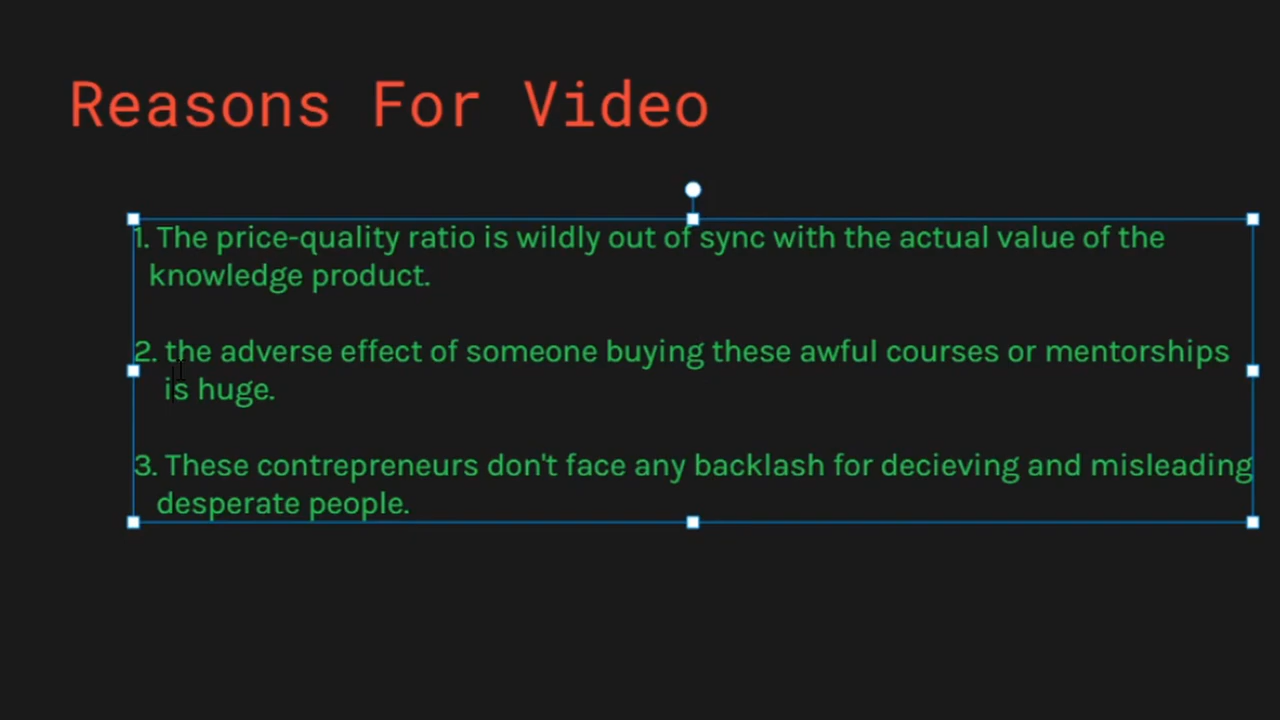 Reasons For Video
1. The price-quality ratio is wildly out of sync with the actual value of the
knowledge product.
2. the adverse effect of someone buying these awful courses or mentorships
is huge.
3. These contrepreneurs don't face any backlash for decieving and misleading
desperate people.